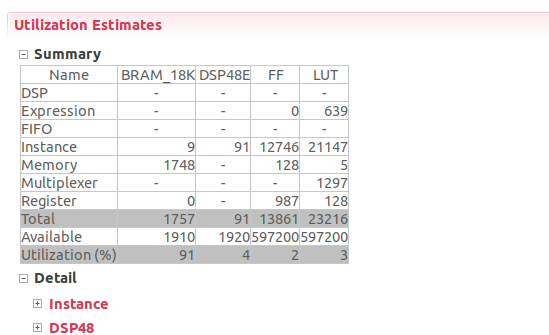 Utilization Estimates
Summary
Name BRAM_18K DSP48E FF LUT
DSP - - - -
Expression - - 0 639
FIFO - - - -
Instance 9 91 12746 21147
Memory 1748 - 128 5
Multiplexer - - - 1297
Register 0 - 987 128
Total 1757 91 13861 23216
Available 1910 1920 597200 597200
Utilization (%) 91 4 2 3
Detail
Instance
DSP48